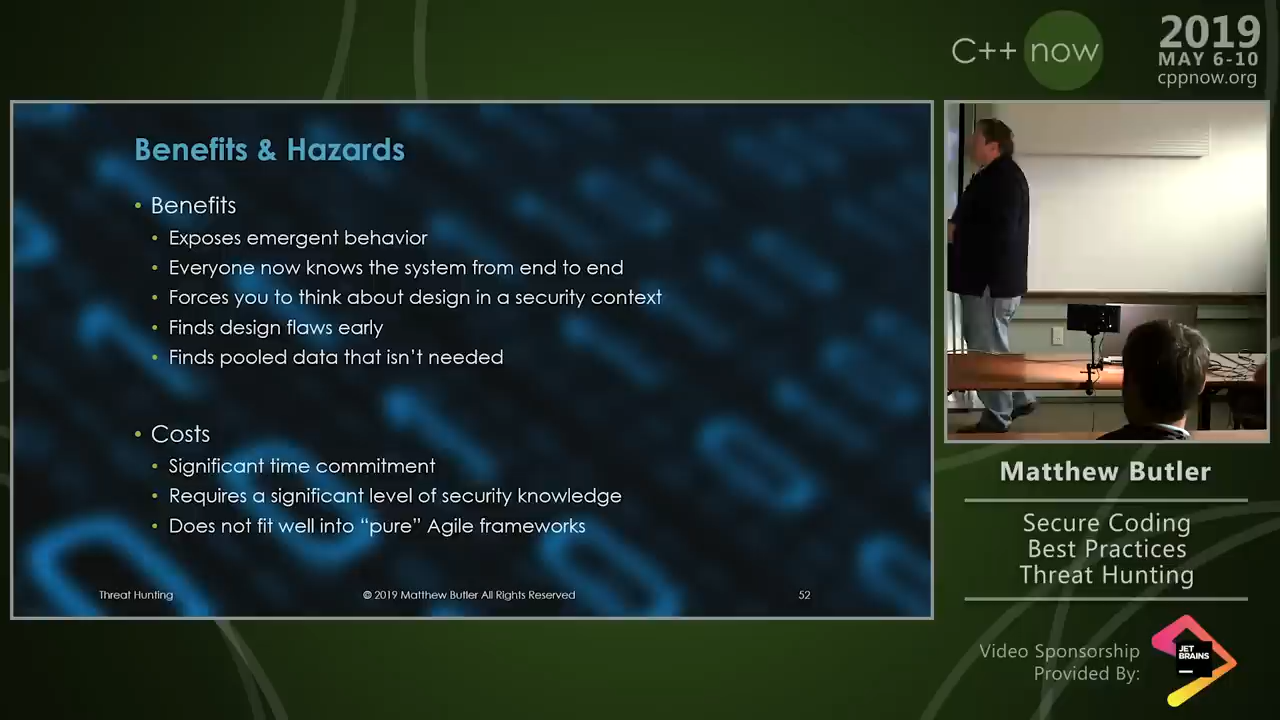 C++ now
2019
MAY 6-10
cppnow.org
Benefits & Hazards
• Benefits
• Exposes emergent behavior
• Everyone now knows the system from end to end
• Forces you to think about design in a security context
• Finds design flaws early
• Finds pooled data that isn't needed
• Costs
• Significant time commitment
• Requires a significant level of security knowledge
• Does not fit well into “pure” Agile frameworks
Threat Hunting
© 2019 Matthew Butler All Rights Reserved
52
Matthew Butler
Secure Coding
Best Practices
Threat Hunting
Video Sponsorship
Provided By:
JET
BRAINS